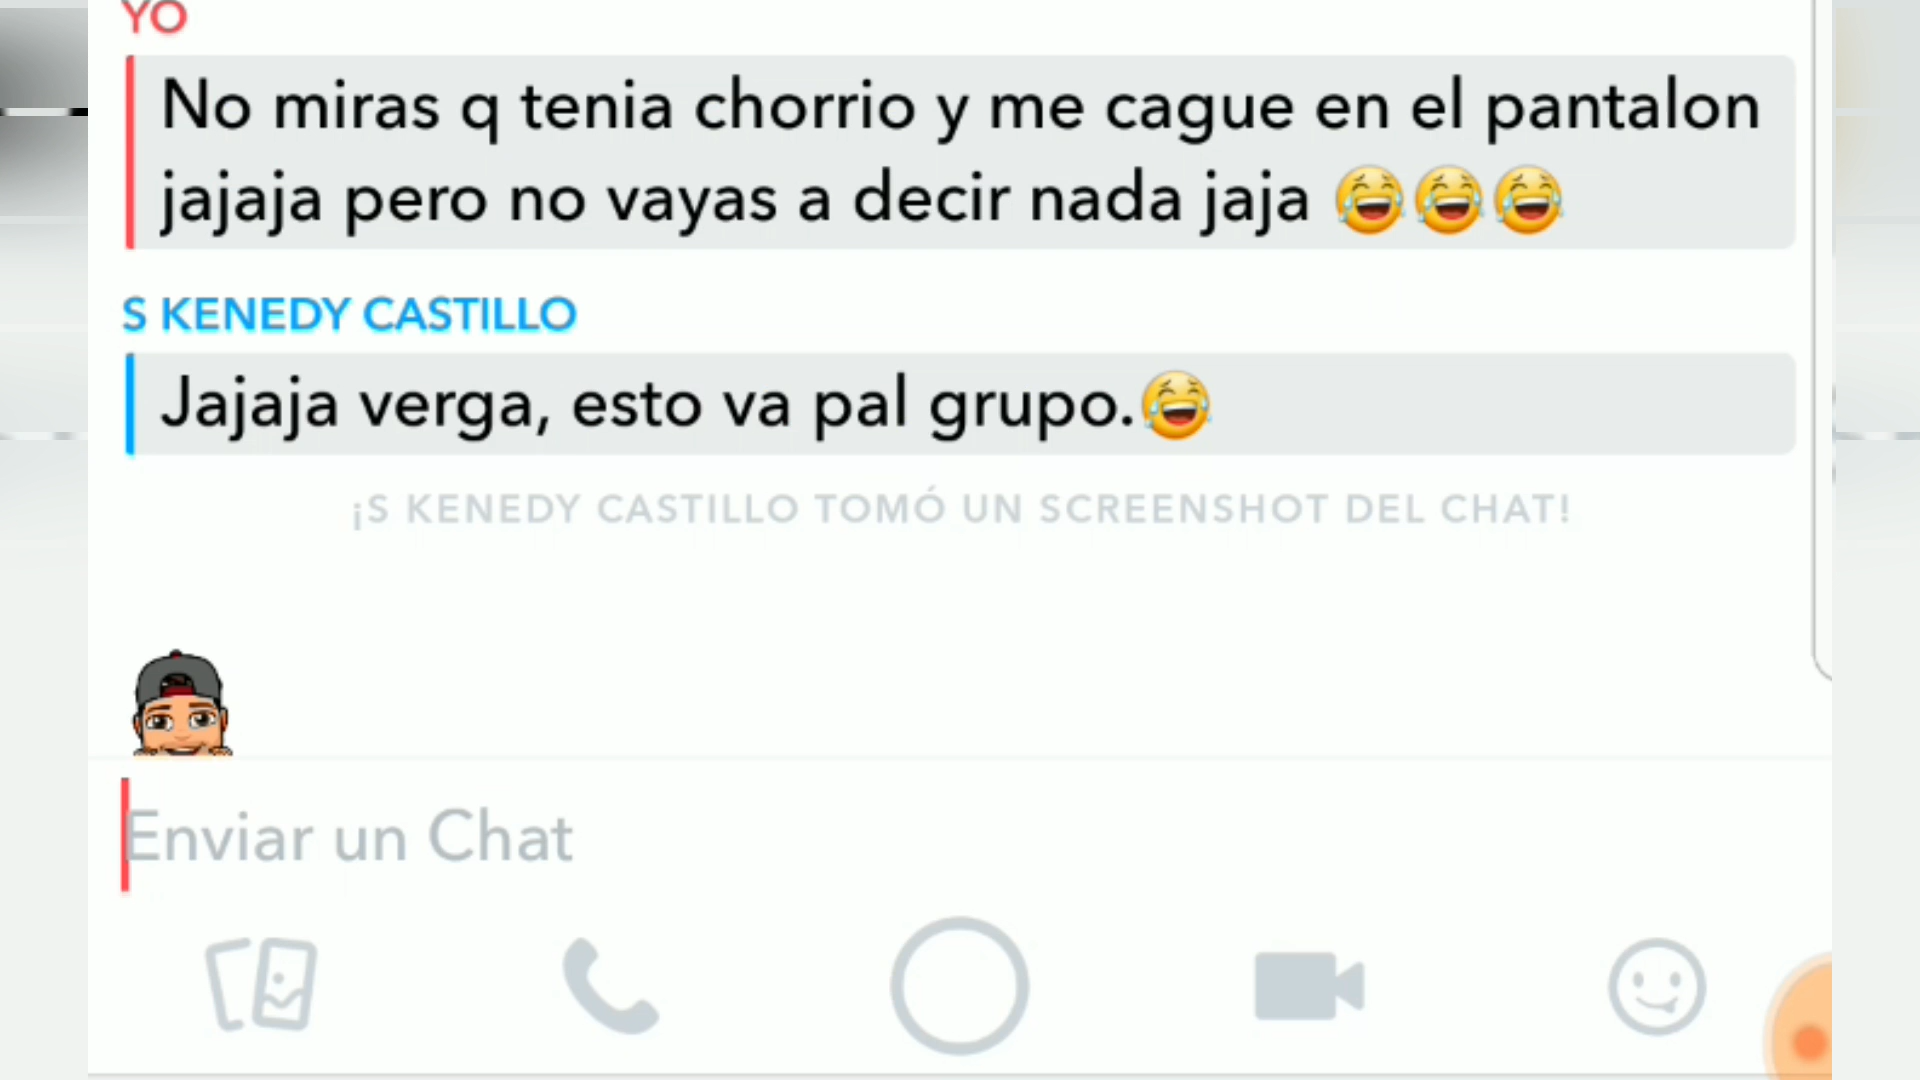 YO
No miras q tenia chorrio y me cague en el pantalon
jajaja pero no vayas a decir nada jaja 😂😂😂
S KENEDY CASTILLO
Jajaja verga, esto va pal grupo.😂
¡S KENEDY CASTILLO TOMÓ UN SCREENSHOT DEL CHAT!
Enviar un Chat